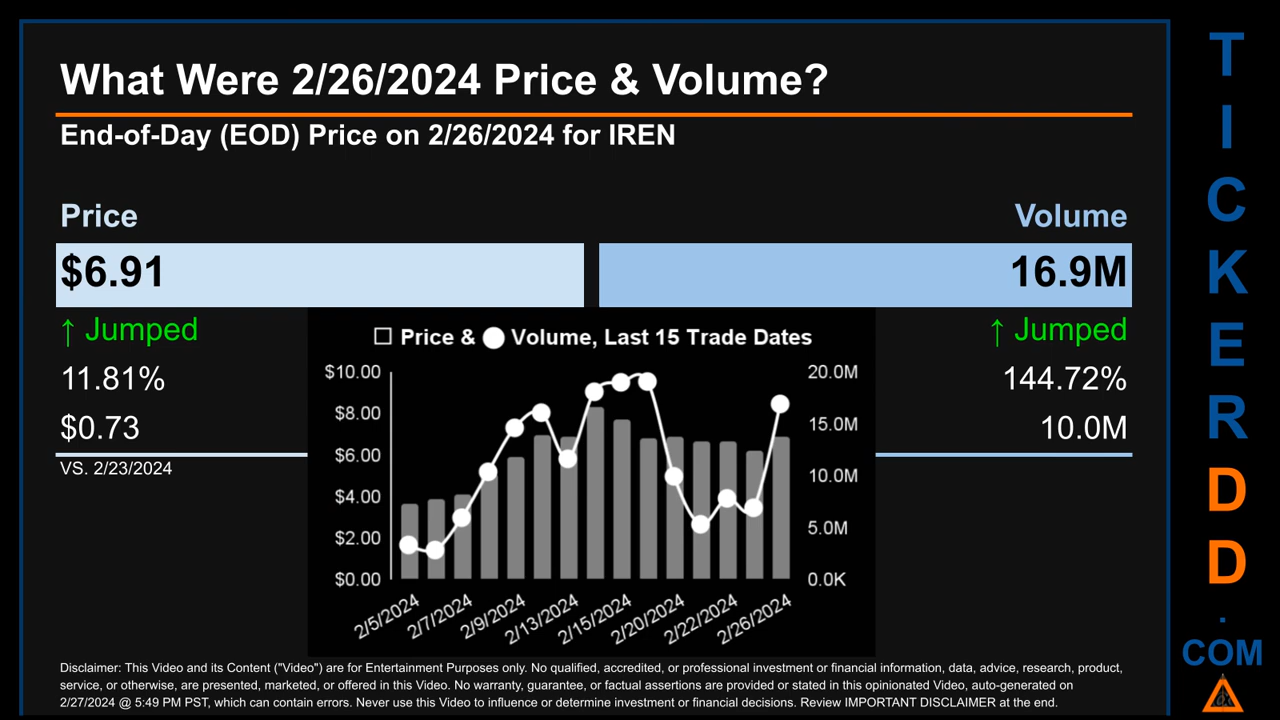 What Were 2/26/2024 Price & Volume?
End-of-Day (EOD) Price on 2/26/2024 for IREN
Price
Volume
$6.91
16.9M
↑ Jumped
↑ Jumped
11.81%
144.72%
$0.73
10.0M
VS. 2/23/2024
Price & Volume, Last 15 Trade Dates
$10.00
$8.00
$6.00
$4.00
$2.00
$0.00
20.0M
15.0M
10.0M
5.0M
0.0K
2/5/2024
2/7/2024
2/9/2024
2/13/2024
2/15/2024
2/20/2024
2/22/2024
2/26/2024
Disclaimer: This Video and its Content ("Video") are for Entertainment Purposes only. No qualified, accredited, or professional investment or financial information, data, advice, research, product,
service, or otherwise, are presented, marketed, or offered in this Video. No warranty, guarantee, or factual assertions are provided or stated in this opinionated Video, auto-generated on
2/27/2024 @ 5:49 PM PST, which can contain errors. Never use this Video to influence or determine investment or financial decisions. Review IMPORTANT DISCLAIMER at the end.
T
I
C
K
E
R
D
D
.
COM